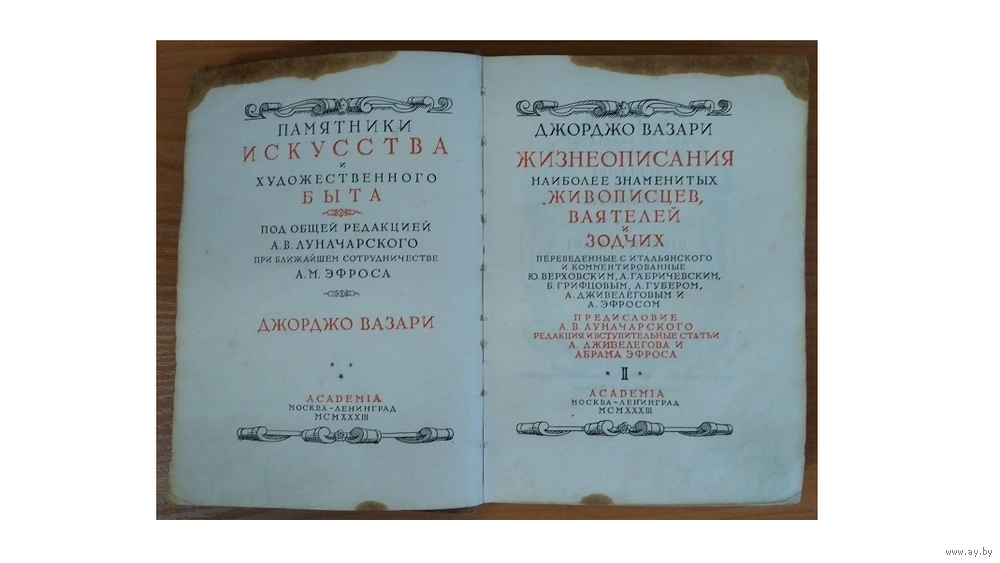 ПАМЯТНИКИ
ИСКУССТВА
И
ХУДОЖЕСТВЕННОГО
БЫТА
ПОД ОБЩЕЙ РЕДАКЦИЕЙ
А.В. ЛУНАЧАРСКОГО
ПРИ БЛИЖАЙШЕМ СОТРУДНИЧЕСТВЕ
А.М. ЭФРОСА
ДЖОРДЖО ВАЗАРИ
ACADEMIA
МОСКВА-ЛЕНИНГРАД
MCMXXXIII
ДЖОРДЖО ВАЗАРИ
ЖИЗНЕОПИСАНИЯ
НАИБОЛЕЕ ЗНАМЕНИТЫХ
ЖИВОПИСЦЕВ,
ВАЯТЕЛЕЙ
И
ЗОДЧИХ
ПЕРЕВЕДЕННЫЕ С ИТАЛЬЯНСКОГО
И КОММЕНТИРОВАННЫЕ
Ю. ВЕРХОВСКИМ, А. ГАБРИЧЕВСКИМ,
Б. ГРИФЦОВЫМ, А. ГУБЕРОМ,
А. ДЖИВЕЛЕГОВЫМ И
А. ЭФРОСОМ
ПРЕДИСЛОВИЕ
А. В. ЛУНАЧАРСКОГО
РЕДАКЦИЯ И ВСТУПИТЕЛЬНЫЕ СТАТЬИ
А. ДЖИВЕЛЕГОВА И
АБРАМА ЭФРОСА
* II *
ACADEMIA
МОСКВА-ЛЕНИНГРАД
MCMXXXIII
www.ay.by